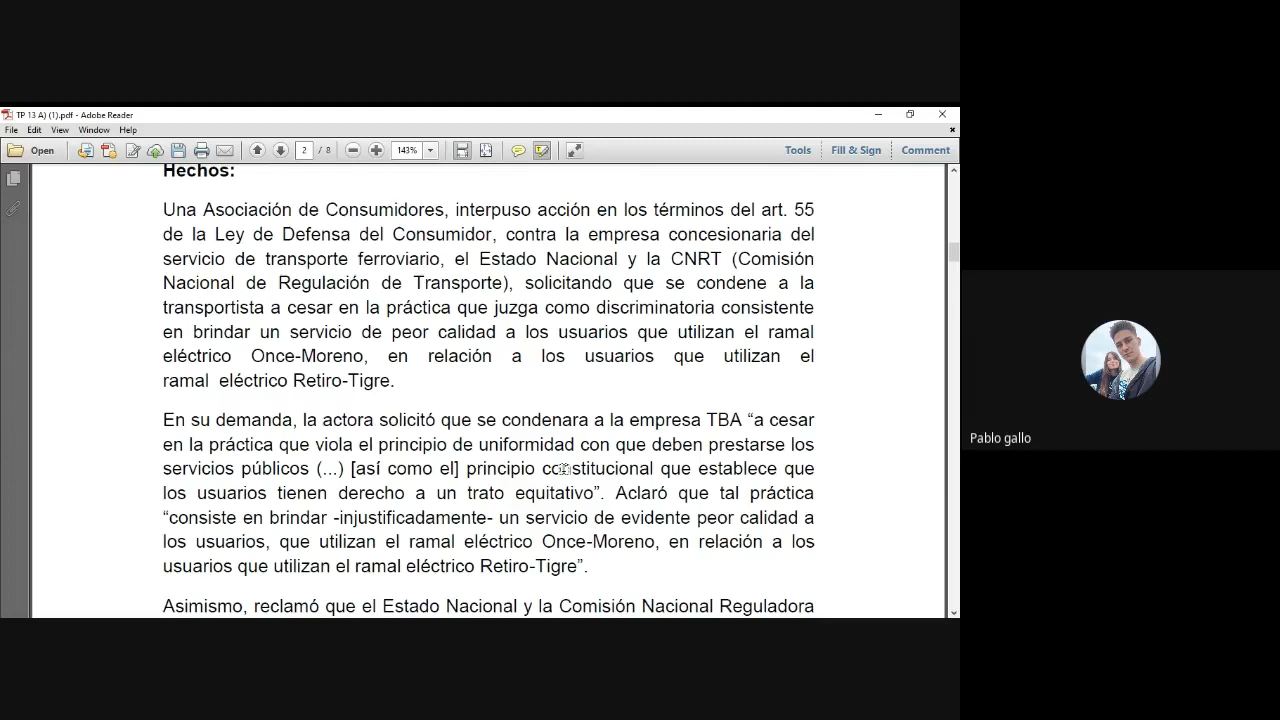 TP 13 A) (1).pdf - Adobe Reader
File Edit View Window Help
Open 2 / 8 143% Tools Fill & Sign Comment
Hechos:
Una Asociación de Consumidores, interpuso acción en los términos del art. 55
de la Ley de Defensa del Consumidor, contra la empresa concesionaria del
servicio de transporte ferroviario, el Estado Nacional y la CNRT (Comisión
Nacional de Regulación de Transporte), solicitando que se condene a la
transportista a cesar en la práctica que juzga como discriminatoria consistente
en brindar un servicio de peor calidad a los usuarios que utilizan el ramal
eléctrico Once-Moreno, en relación a los usuarios que utilizan el
ramal eléctrico Retiro-Tigre.
En su demanda, la actora solicitó que se condenara a la empresa TBA “a cesar
en la práctica que viola el principio de uniformidad con que deben prestarse los
servicios públicos (...) [así como el] principio constitucional que establece que
los usuarios tienen derecho a un trato equitativo”. Aclaró que tal práctica
“consiste en brindar -injustificadamente- un servicio de evidente peor calidad a
los usuarios, que utilizan el ramal eléctrico Once-Moreno, en relación a los
usuarios que utilizan el ramal eléctrico Retiro-Tigre”.
Asimismo, reclamó que el Estado Nacional y la Comisión Nacional Reguladora
Pablo gallo